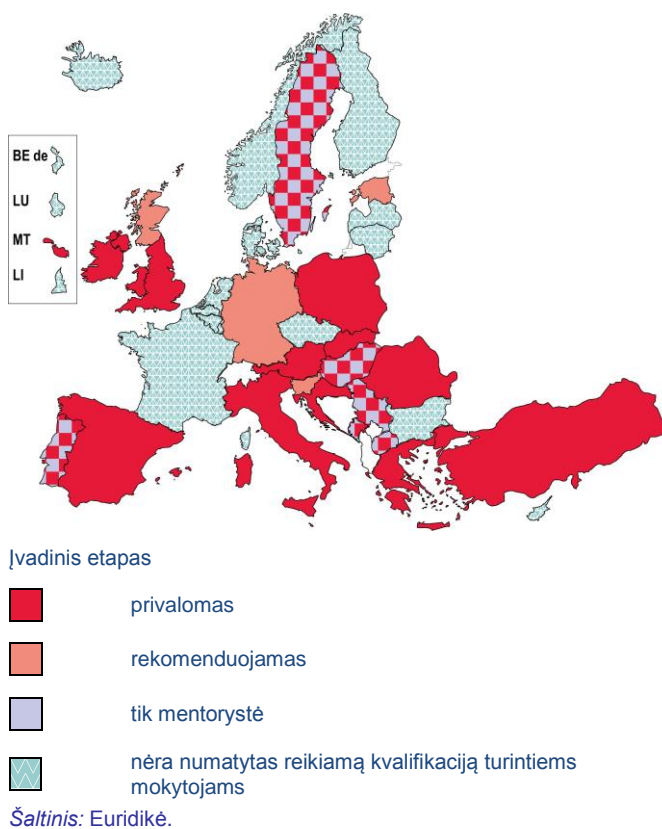 BE de
LU
MT
LI
Įvadinis etapas
privalomas
rekomenduojamas
tik mentorystė
nėra numatytas reikiamą kvalifikaciją turintiems
mokytojams
Šaltinis: Euridikė.